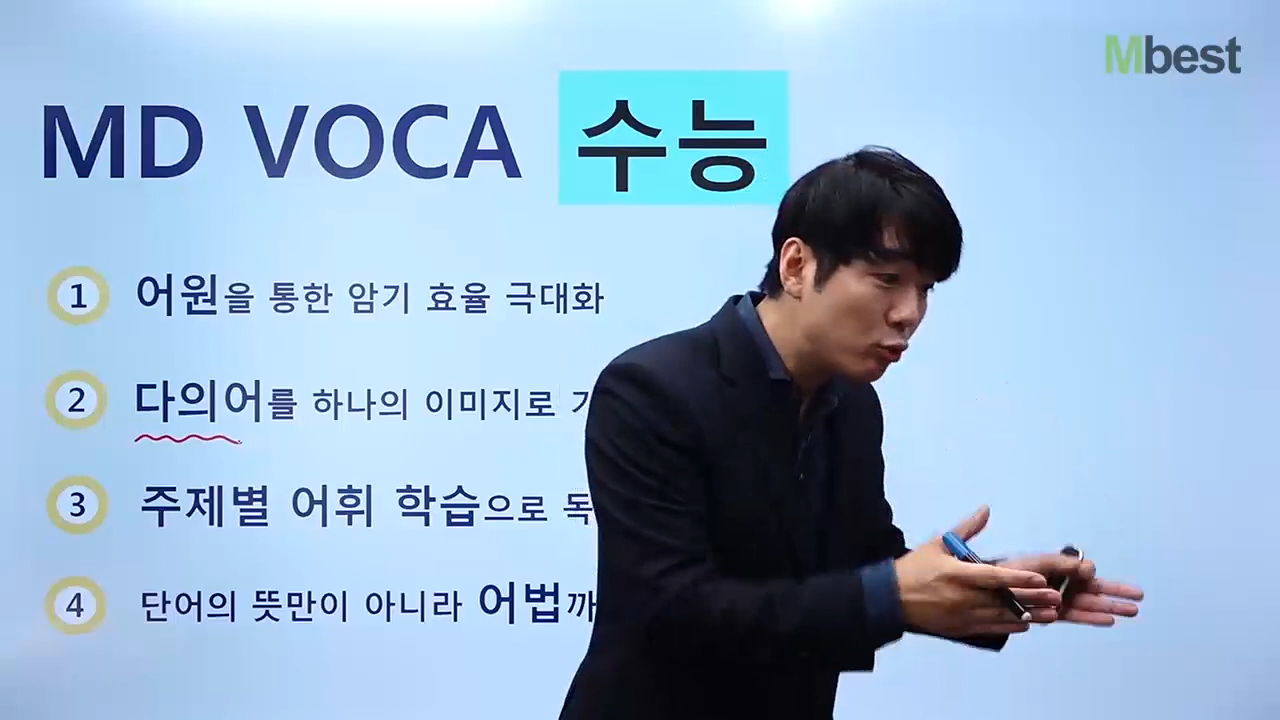 Mbest
MD VOCA 수능
1 어원을 통한 암기 효율 극대화
2 다의어를 하나의 이미지로
3 주제별 어휘 학습으로
4 단어의 뜻만이 아니라 어법까